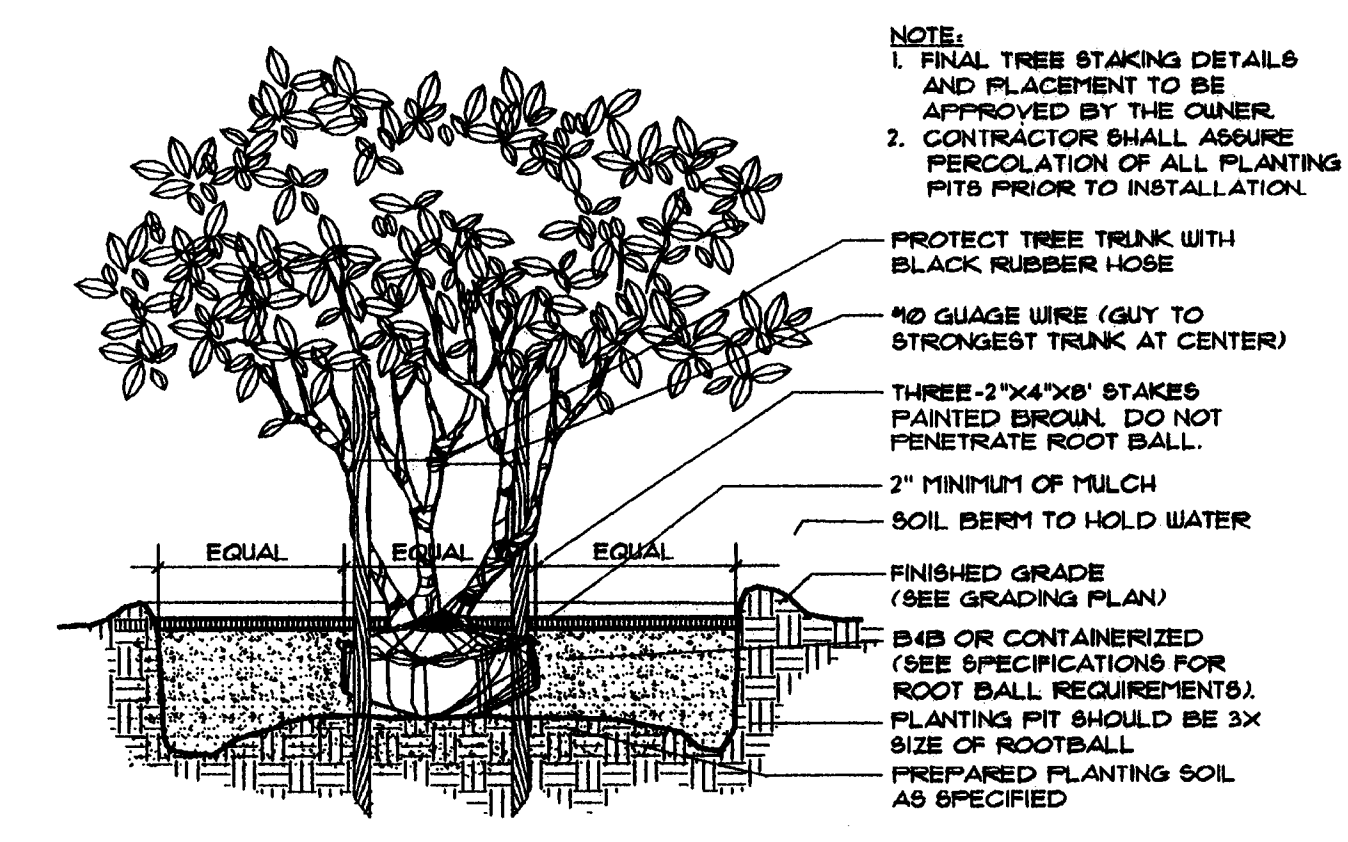 NOTE:
1. FINAL TREE STAKING DETAILS
AND PLACEMENT TO BE
APPROVED BY THE OWNER.
2. CONTRACTOR SHALL ASSURE
PERCOLATION OF ALL PLANTING
PITS PRIOR TO INSTALLATION.
PROTECT TREE TRUNK WITH
BLACK RUBBER HOSE
#10 GUAGE WIRE (GUY TO
STRONGEST TRUNK AT CENTER)
THREE-2"X4"X8' STAKES
PAINTED BROWN. DO NOT
PENETRATE ROOT BALL.
2" MINIMUM OF MULCH
SOIL BERM TO HOLD WATER
EQUAL EQUAL EQUAL
FINISHED GRADE
(SEE GRADING PLAN)
B&B OR CONTAINERIZED
(SEE SPECIFICATIONS FOR
ROOT BALL REQUIREMENTS).
PLANTING PIT SHOULD BE 3X
SIZE OF ROOTBALL
PREPARED PLANTING SOIL
AS SPECIFIED